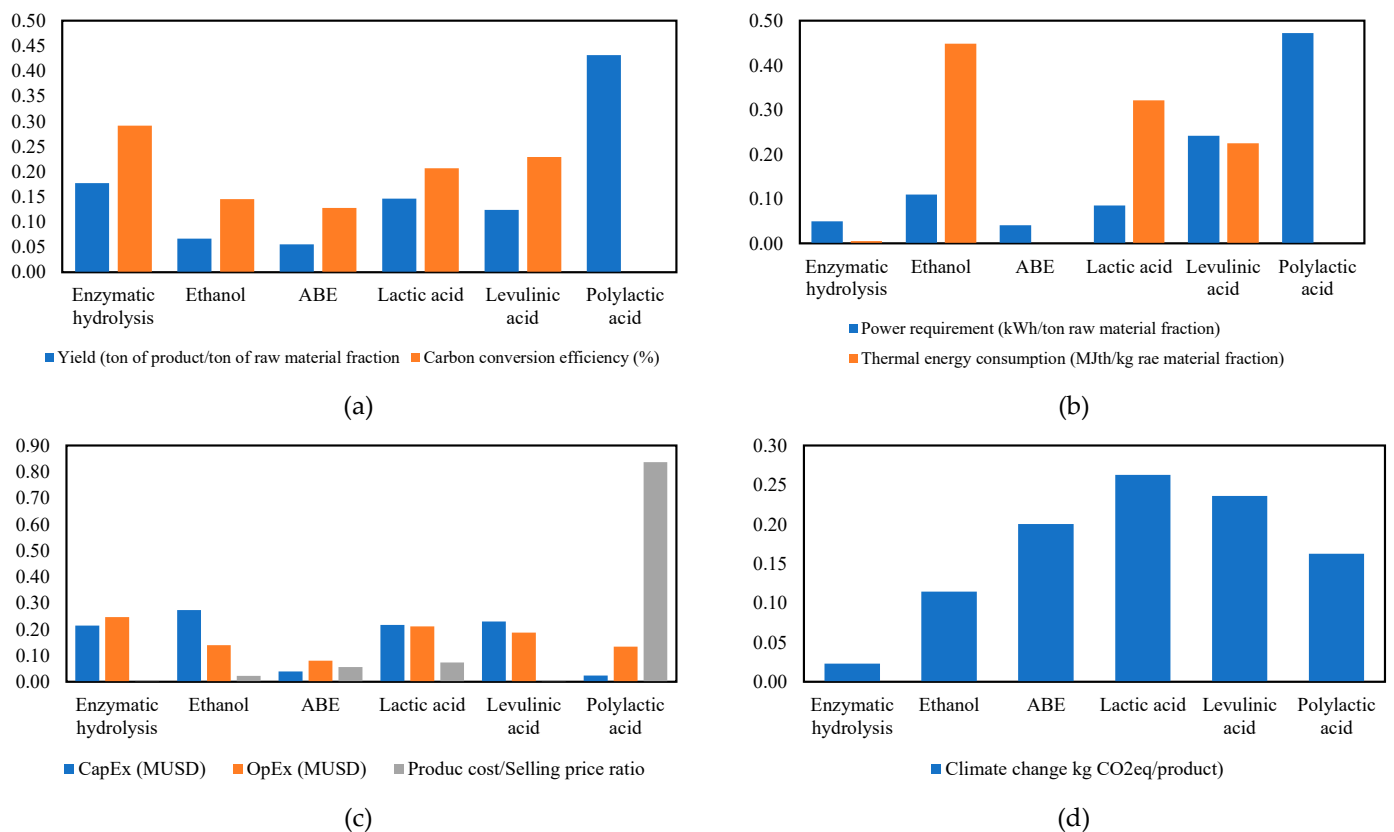 0.50
0.45
0.40
0.35
0.30
0.25
0.20
0.15
0.10
0.05
0.00
Enzymatic hydrolysis
Ethanol
ABE
Lactic acid
Levulinic acid
Polylactic acid
Yield (ton of product/ton of raw material fraction
Carbon conversion efficiency (%)
(a)
0.50
0.40
0.30
0.20
0.10
0.00
Enzymatic hydrolysis
Ethanol
ABE
Lactic acid
Levulinic acid
Polylactic acid
Power requirement (kWh/ton raw material fraction)
Thermal energy consumption (MJth/kg rae material fraction)
(b)
0.90
0.80
0.70
0.60
0.50
0.40
0.30
0.20
0.10
0.00
Enzymatic hydrolysis
Ethanol
ABE
Lactic acid
Levulinic acid
Polylactic acid
CapEx (MUSD)
OpEx (MUSD)
Produc cost/Selling price ratio
(c)
0.30
0.25
0.20
0.15
0.10
0.05
0.00
Enzymatic hydrolysis
Ethanol
ABE
Lactic acid
Levulinic acid
Polylactic acid
Climate change kg CO2eq/product)
(d)